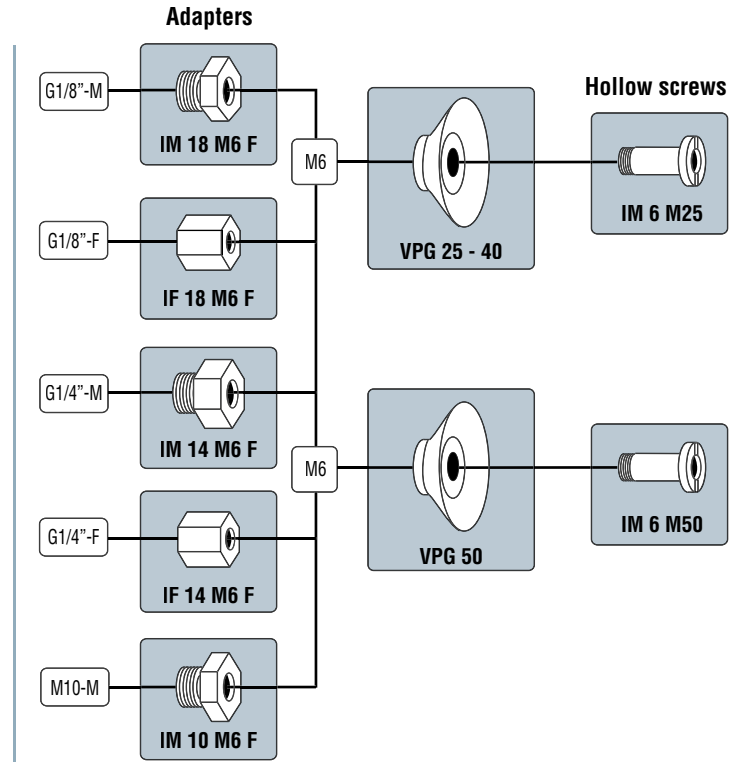 Adapters
G1/8”-M
IM 18 M6 F
M6
VPG 25 - 40
Hollow screws
IM 6 M25
G1/8”-F
IF 18 M6 F
G1/4”-M
IM 14 M6 F
M6
VPG 50
IM 6 M50
G1/4”-F
IF 14 M6 F
M10-M
IM 10 M6 F